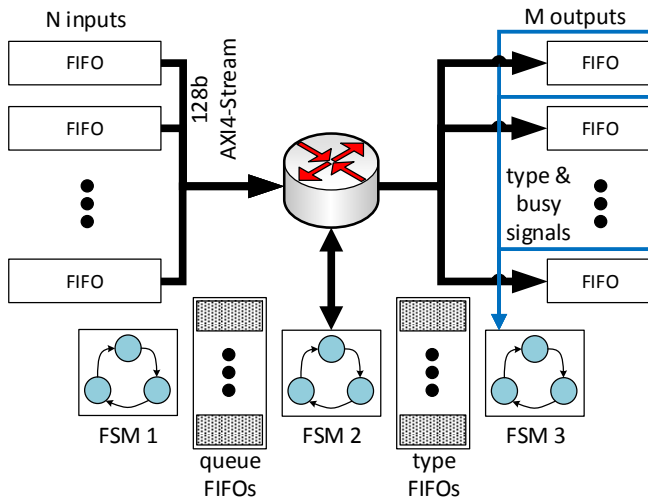 N inputs
M outputs
FIFO
FIFO
FIFO
128b
AXI4-Stream
FIFO
FIFO
type &
busy
signals
FIFO
FSM 1
queue
FIFOs
FSM 2
type
FIFOs
FSM 3